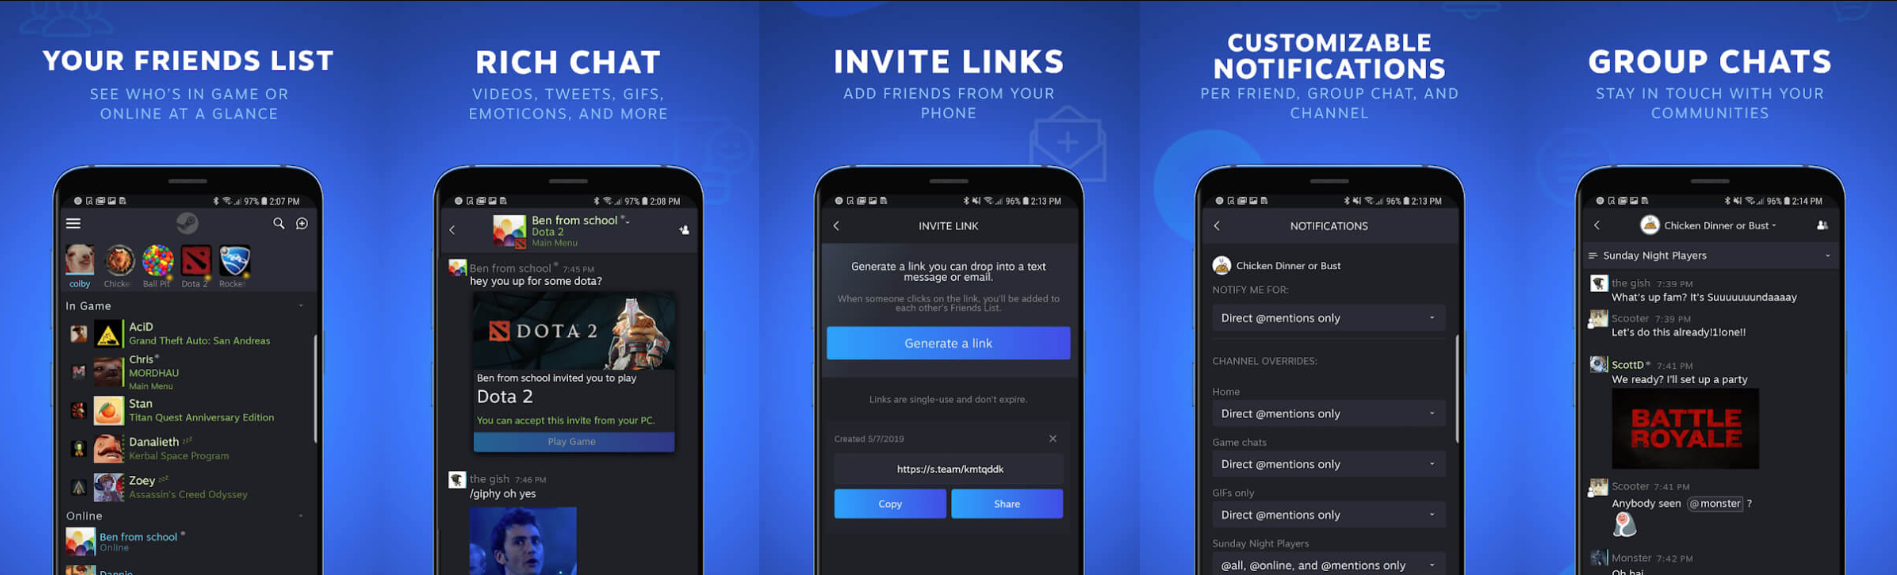 YOUR FRIENDS LIST
SEE WHO'S IN GAME OR
ONLINE AT A GLANCE
97% 2:07 PM
colby
Chicke
Ball Pit
Dota 2
Rocke
In Game
AciD
Grand Theft Auto: San Andreas
Chris*
MORDHAU
Main Menu
Stan
Titan Quest Anniversary Edition
Danalieth zzz
Kerbal Space Program
Zoey zzz
Assassin's Creed Odyssey
Online
Ben from school *
Online
Dannie
RICH CHAT
VIDEOS, TWEETS, GIFS,
EMOTICONS, AND MORE
97% 2:08 PM
Ben from school *
Dota 2
Main Menu
Ben from school * 7:45 PM
hey you up for some dota?
DOTA 2
Ben from school invited you to play
Dota 2
You can accept this invite from your PC.
Play Game
the gish 7:46 PM
/giphy oh yes
INVITE LINKS
ADD FRIENDS FROM YOUR
PHONE
96% 2:13 PM
INVITE LINK
Generate a link you can drop into a text
message or email.
When someone clicks on the link, you'll be added to
each other's Friends List.
Generate a link
Links are single-use and don't expire.
Created 5/7/2019
https://s.team/kmtqddk
Copy
Share
CUSTOMIZABLE
NOTIFICATIONS
PER FRIEND, GROUP CHAT, AND
CHANNEL
96% 2:13 PM
NOTIFICATIONS
Chicken Dinner or Bust
NOTIFY ME FOR:
Direct @mentions only
CHANNEL OVERRIDES:
Home
Direct @mentions only
Game chats
Direct @mentions only
GIFs only
Direct @mentions only
Sunday Night Players
@all, @online, and @mentions only
GROUP CHATS
STAY IN TOUCH WITH YOUR
COMMUNITIES
96% 2:14 PM
Chicken Dinner or Bust
Sunday Night Players
the gish 7:39 PM
What's up fam? It's Suuuuuuundaaaay
Scooter 7:39 PM
Let's do this already!1!one!!
ScottD* 7:41 PM
We ready? I'll set up a party
BATTLE
ROYALE
Scooter 7:41 PM
Anybody seen @monster ?
Monster 7:42 PM
Oh hai